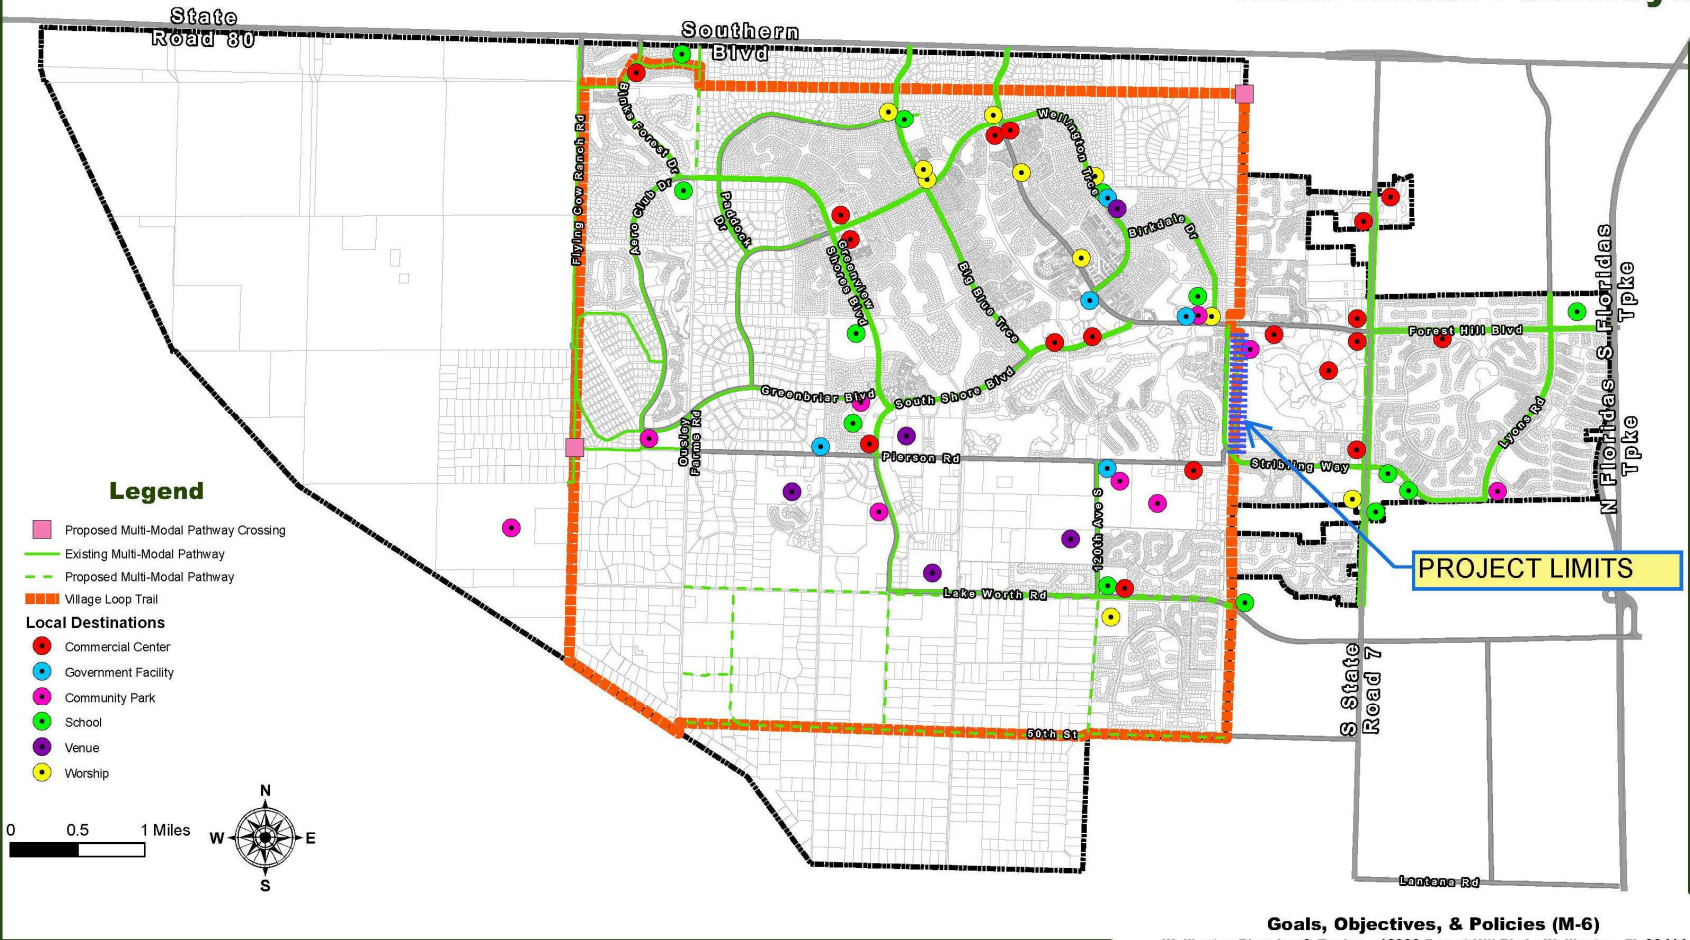 State
Road 80
Southern
Blvd
Binks Forest Dr
Flying Cow Ranch Rd
Aero Club Dr
Paddock
Dr
Wellington Trce
Birkdale Dr
Greenview
Shores Blvd
Big Blue Trce
Forest Hill Blvd
S Floridas
Tpke
N Floridas
Tpke
Greenbriar Blvd
South Shore Blvd
Lyons Rd
Ousley
Farms Rd
Pierson Rd
Stribling Way
120th Ave S
Lake Worth Rd
50th St
S State
Road 7
Lantana Rd
PROJECT LIMITS
Legend
Proposed Multi-Modal Pathway Crossing
Existing Multi-Modal Pathway
Proposed Multi-Modal Pathway
Village Loop Trail
Local Destinations
Commercial Center
Government Facility
Community Park
School
Venue
Worship
0 0.5 1 Miles
N
W E
S
Goals, Objectives, & Policies (M-6)